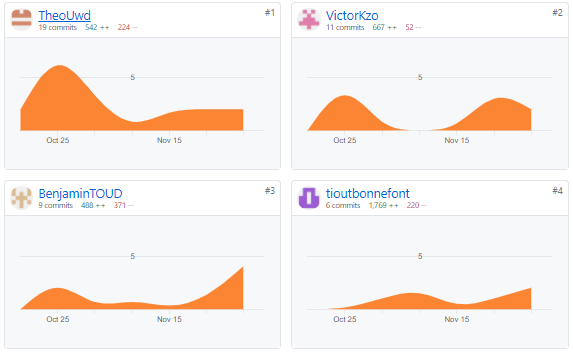 TheoUwd #1
19 commits 542 ++ 224 --
5
Oct 25 Nov 15
VictorKzo #2
11 commits 667 ++ 52 --
5
Oct 25 Nov 15
BenjaminTOUD #3
9 commits 488 ++ 371 --
5
Oct 25 Nov 15
tioutbonnefont #4
6 commits 1,769 ++ 220 --
5
Oct 25 Nov 15